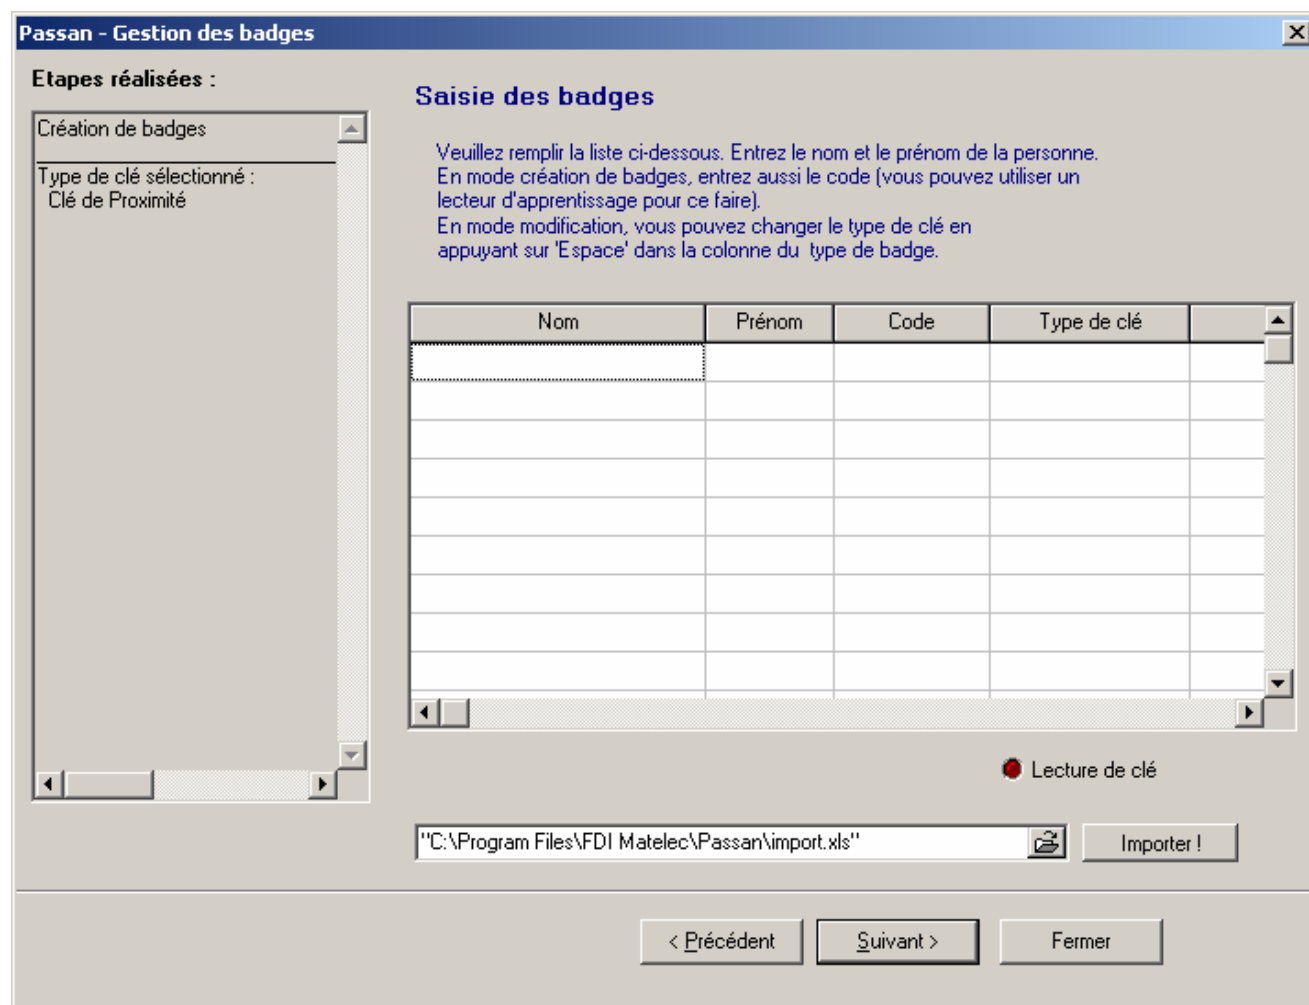 Passan - Gestion des badges
Etapes réalisées :
Création de badges
Type de clé sélectionné :
Clé de Proximité
Saisie des badges
Veuillez remplir la liste ci-dessous. Entrez le nom et le prénom de la personne.
En mode création de badges, entrez aussi le code (vous pouvez utiliser un
lecteur d'apprentissage pour ce faire).
En mode modification, vous pouvez changer le type de clé en
appuyant sur 'Espace' dans la colonne du type de badge.
Nom Prénom Code Type de clé
Lecture de clé
"C:\Program Files\FDI Matelec\Passan\import.xls" Importer !
< Précédent Suivant > Fermer